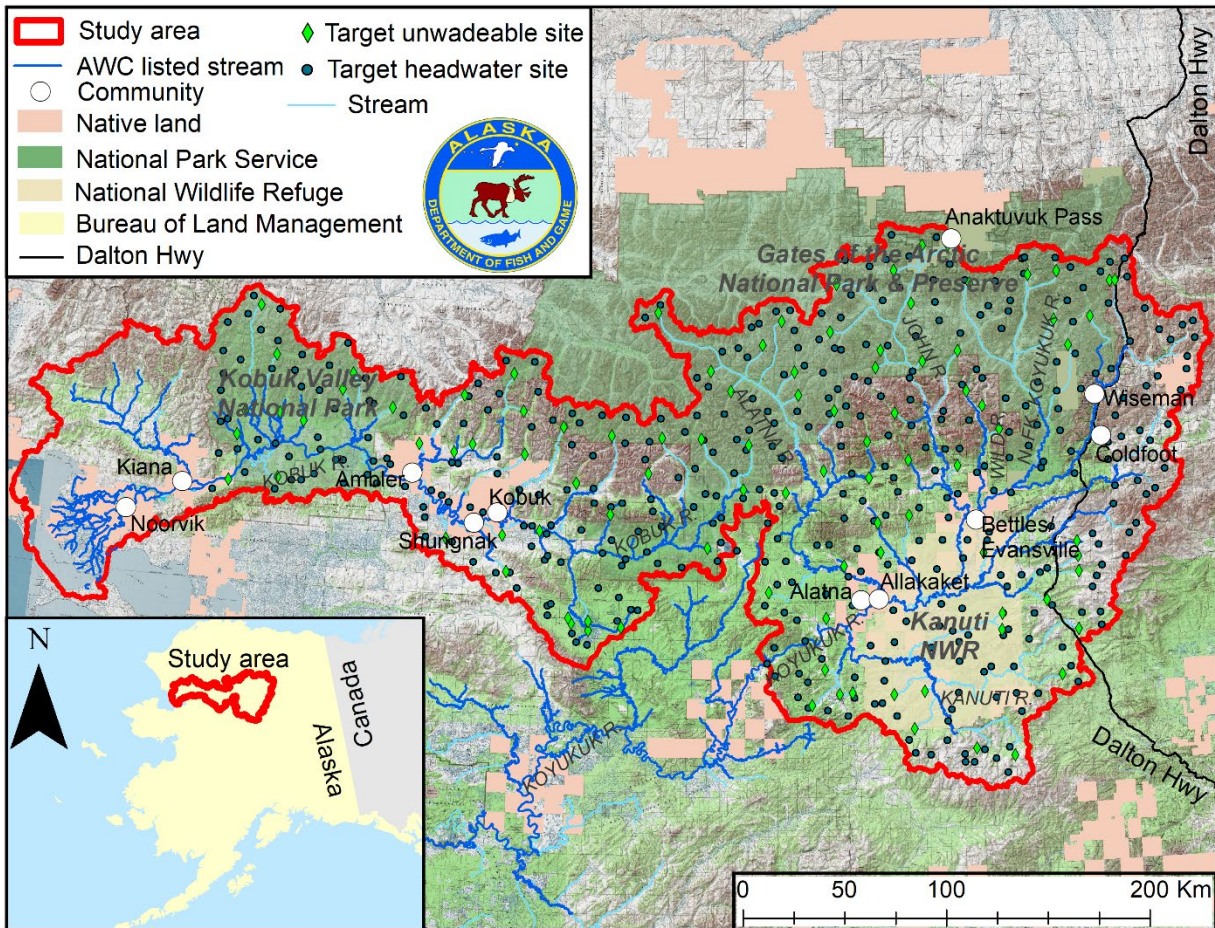 Study area
AWC listed stream
Community
Native land
National Park Service
National Wildlife Refuge
Bureau of Land Management
Dalton Hwy
Target unwadeable site
Target headwater site
Stream
ALASKA
DEPARTMENT OF FISH AND GAME
Dalton Hwy
Anaktuvuk Pass
Gates of the Arctic
National Park & Preserve
JOHN R.
N. FK. KOYUKUK R.
Kobuk Valley
National Park
ALATNA R.
WILD R.
Wiseman
Coldfoot
Kiana
KOBUK R.
Ambler
Noorvik
Kobuk
Shungnak
KOBUK R.
Bettles
Evansville
Alatna
Allakaket
Kanuti
NWR
KOYUKUK R.
KANUTI R.
KOYUKUK R.
Dalton Hwy
N
Study area
Canada
Alaska
0 50 100 200 Km